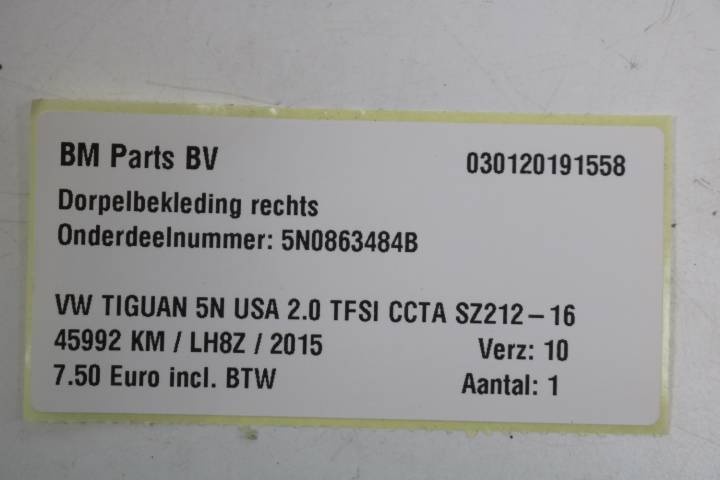 BM Parts BV 030120191558
Dorpelbekleding rechts
Onderdeelnummer: 5N0863484B
VW TIGUAN 5N USA 2.0 TFSI CCTA SZ212-16
45992 KM / LH8Z / 2015 Verz: 10
7.50 Euro incl. BTW Aantal: 1